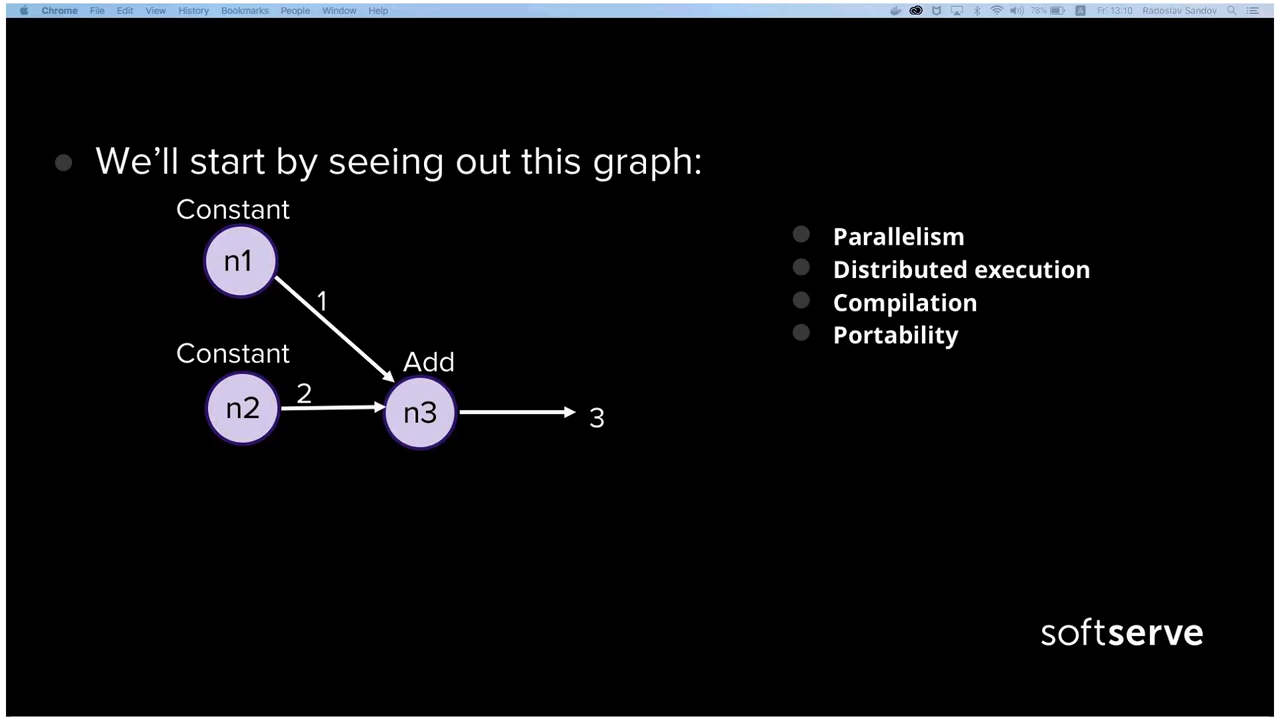 Chrome File Edit View History Bookmarks People Window Help
78% A Fri 13:10 Radoslav Sandov
We'll start by seeing out this graph:
Constant
n1
1
Constant
n2
2
Add
n3
3
Parallelism
Distributed execution
Compilation
Portability
softserve